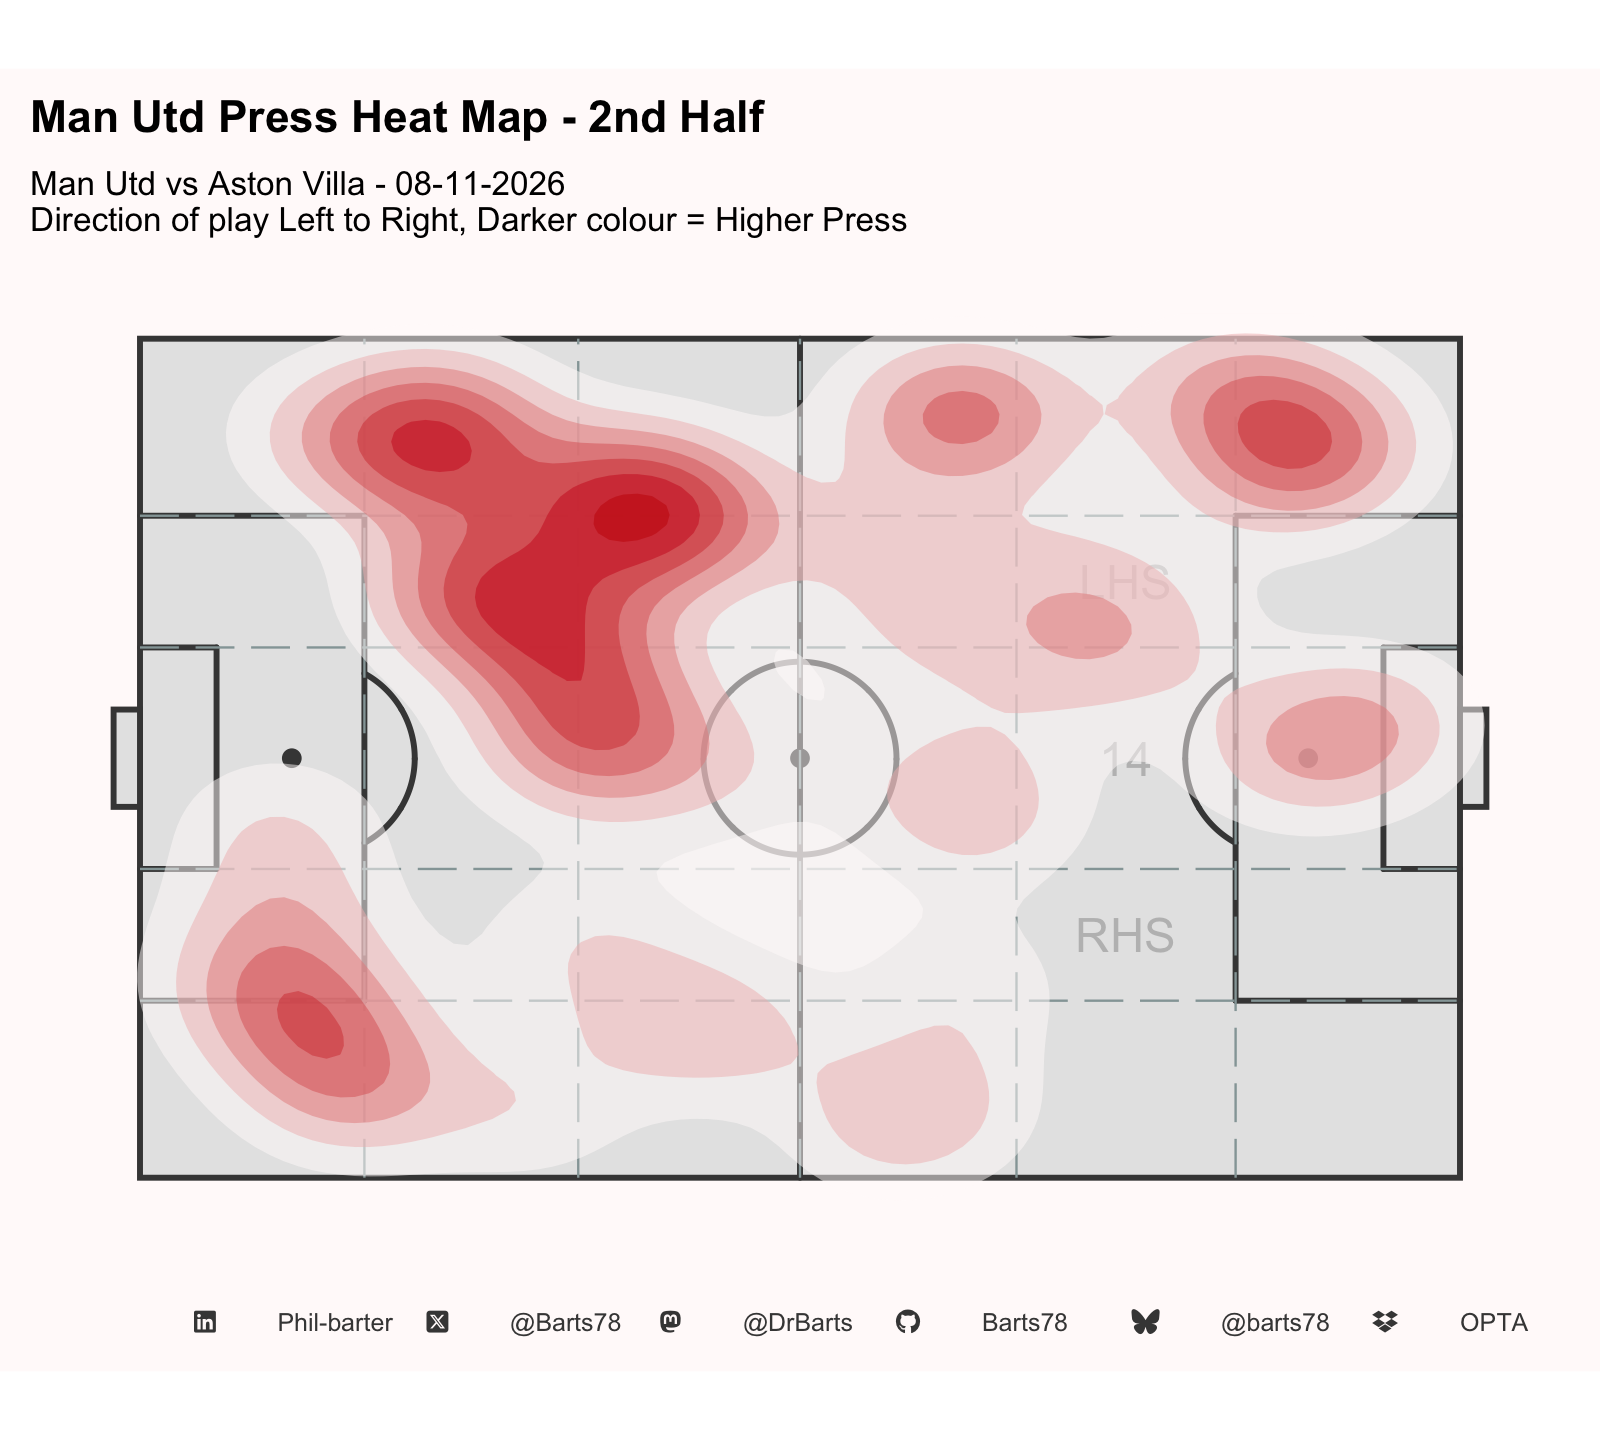 Man Utd Press Heat Map - 2nd Half
Man Utd vs Aston Villa - 08-11-2026
Direction of play Left to Right, Darker colour = Higher Press
LHS
14
RHS
Phil-barter @Barts78 @DrBarts Barts78 @barts78 OPTA